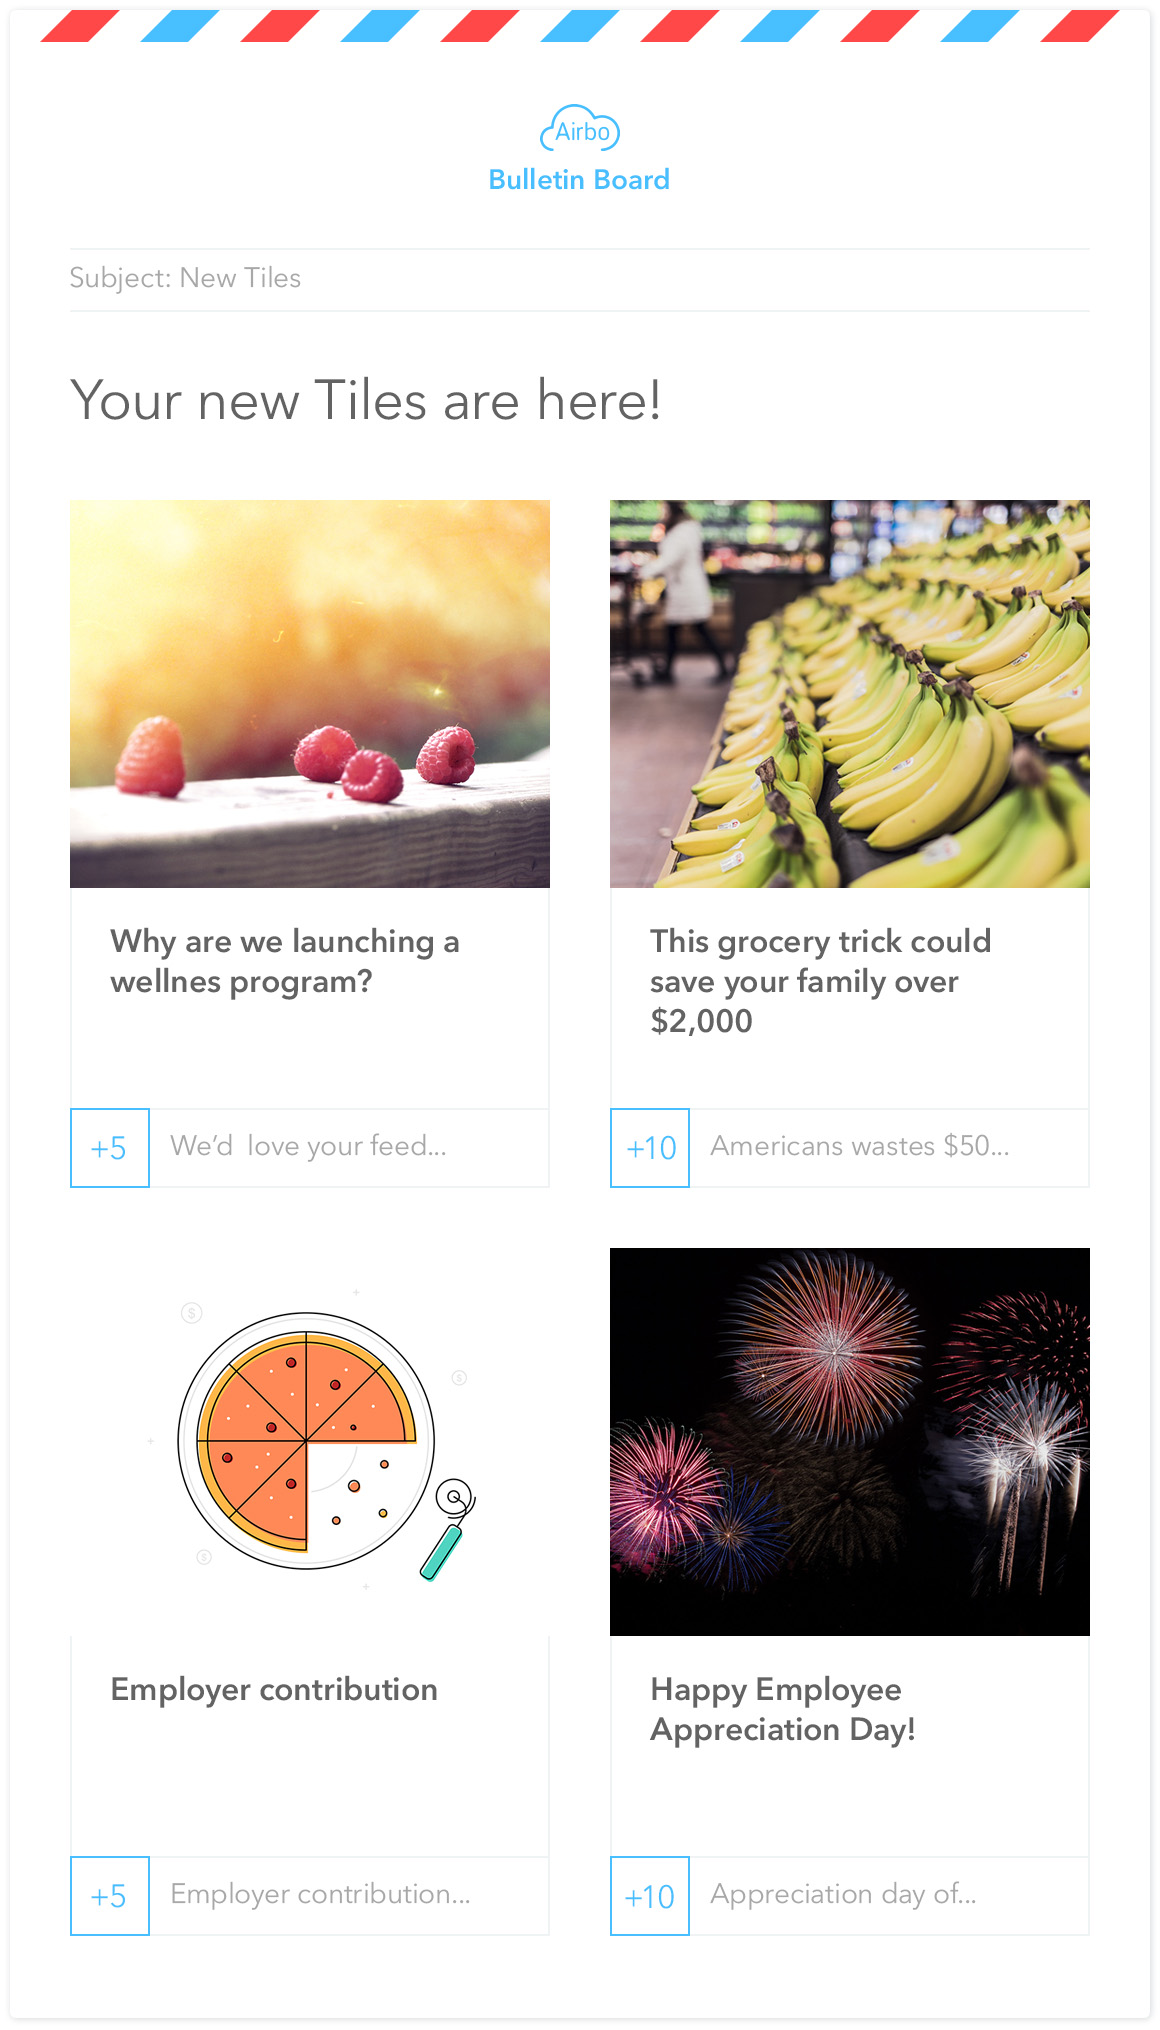 Airbo
Bulletin Board
Subject: New Tiles
Your new Tiles are here!
Why are we launching a
wellnes program?
+5
We’d  love your feed...
This grocery trick could
save your family over
$2,000
+10
Americans wastes $50...
$
$
$
Employer contribution
+5
Employer contribution...
Happy Employee
Appreciation Day!
+10
Appreciation day of...